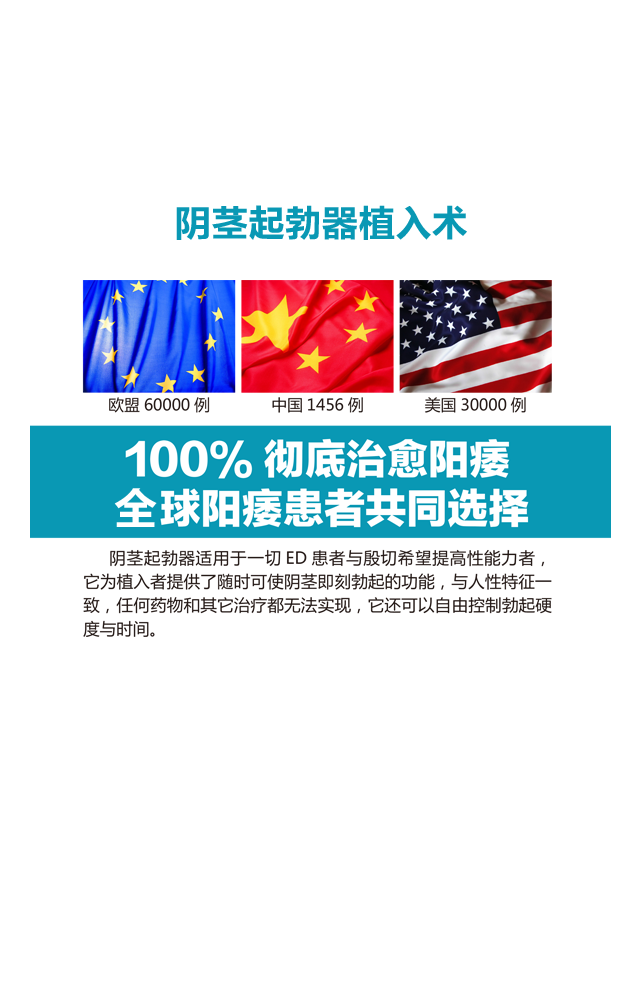 阴茎起勃器植入术
欧盟 60000 例
中国 1456 例
美国 30000 例
100% 彻底治愈阳痿
全球阳痿患者共同选择
阴茎起勃器适用于一切 ED 患者与殷切希望提高性能力者，
它为植入者提供了随时可使阴茎即刻勃起的功能，与人性特征一
致，任何药物和其它治疗都无法实现，它还可以自由控制勃起硬
度与时间。